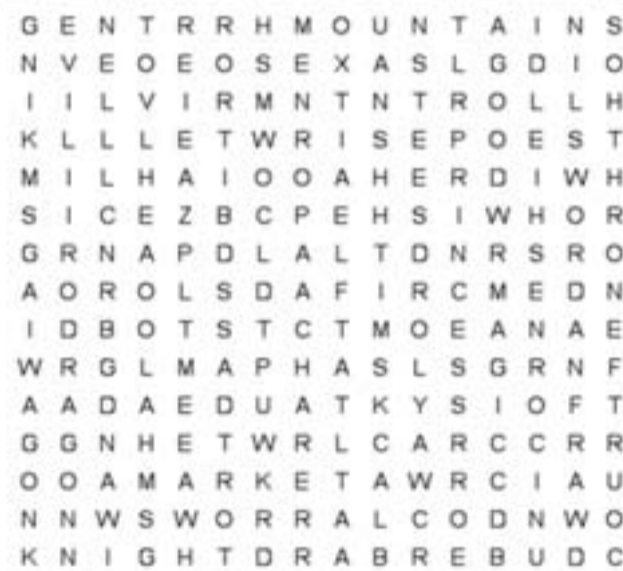 G E N T R R H M O U N T A I N S
N V E O E O S E X A S L G D I O
I I L V I R M N T N T R O L L H
K L L L E T W R I S E P O E S T
M I L H A I O O A H E R D I W H
S I C E Z B C P E H S I W H O R
G R N A P D L A L T D N R S R O
A O R O L S D A F I R C M E D N
I D B O T S T C T M O E A N A E
W R G L M A P H A S L S G R N F
A A D A E D U A T K Y S I O F T
G G N H E T W R L C A R C C R R
O O A M A R K E T A W R C I A U
N N W S W O R R A L C O D N W O
K N I G H T D R A B R E B U D C